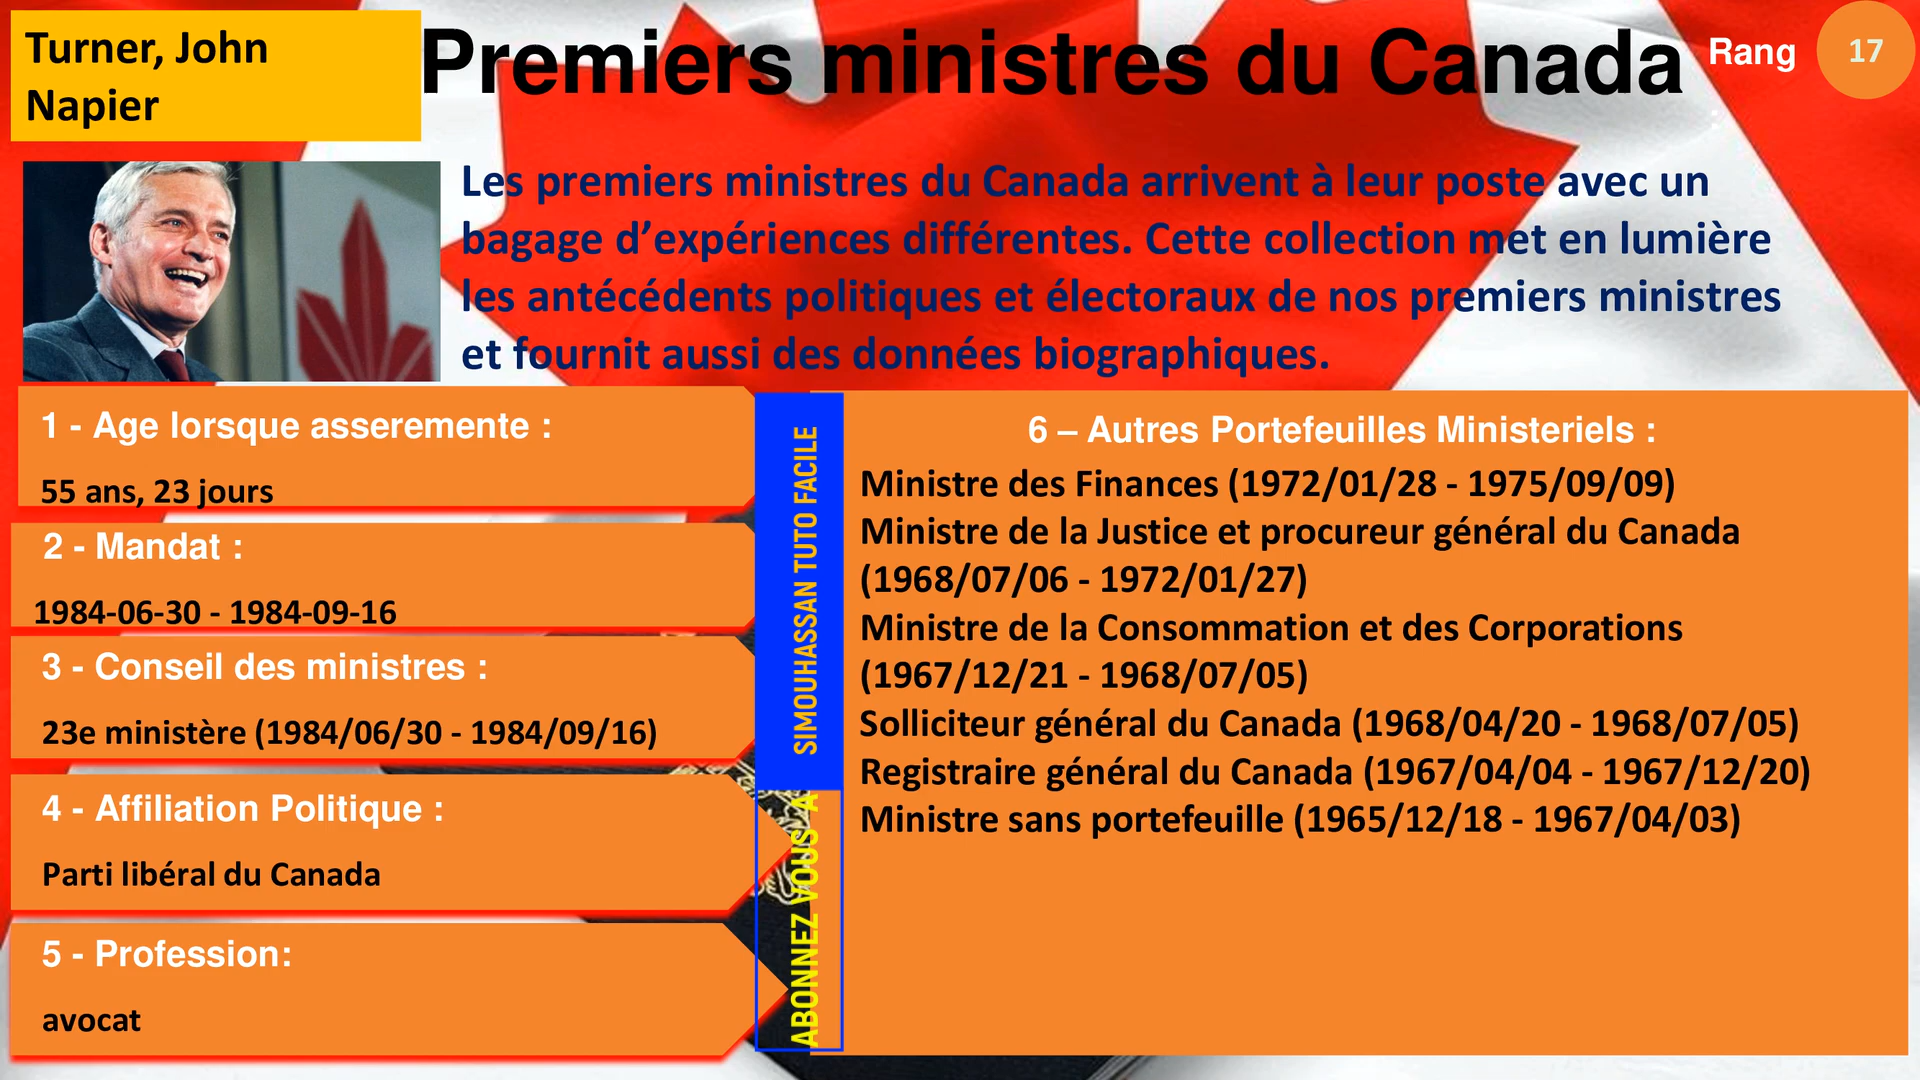 Turner, John
Napier
Premiers ministres du Canada
Rang
17
:
Les premiers ministres du Canada arrivent à leur poste avec un
bagage d’expériences différentes. Cette collection met en lumière
les antécédents politiques et électoraux de nos premiers ministres
et fournit aussi des données biographiques.
1 - Age lorsque asseremente :
55 ans, 23 jours
2 - Mandat :
1984-06-30 - 1984-09-16
3 - Conseil des ministres :
23e ministère (1984/06/30 - 1984/09/16)
4 - Affiliation Politique :
Parti libéral du Canada
5 - Profession:
avocat
ABONNEZ VOUS A
SIMOUHASSAN TUTO FACILE
6 – Autres Portefeuilles Ministeriels :
Ministre des Finances (1972/01/28 - 1975/09/09)
Ministre de la Justice et procureur général du Canada
(1968/07/06 - 1972/01/27)
Ministre de la Consommation et des Corporations
(1967/12/21 - 1968/07/05)
Solliciteur général du Canada (1968/04/20 - 1968/07/05)
Registraire général du Canada (1967/04/04 - 1967/12/20)
Ministre sans portefeuille (1965/12/18 - 1967/04/03)